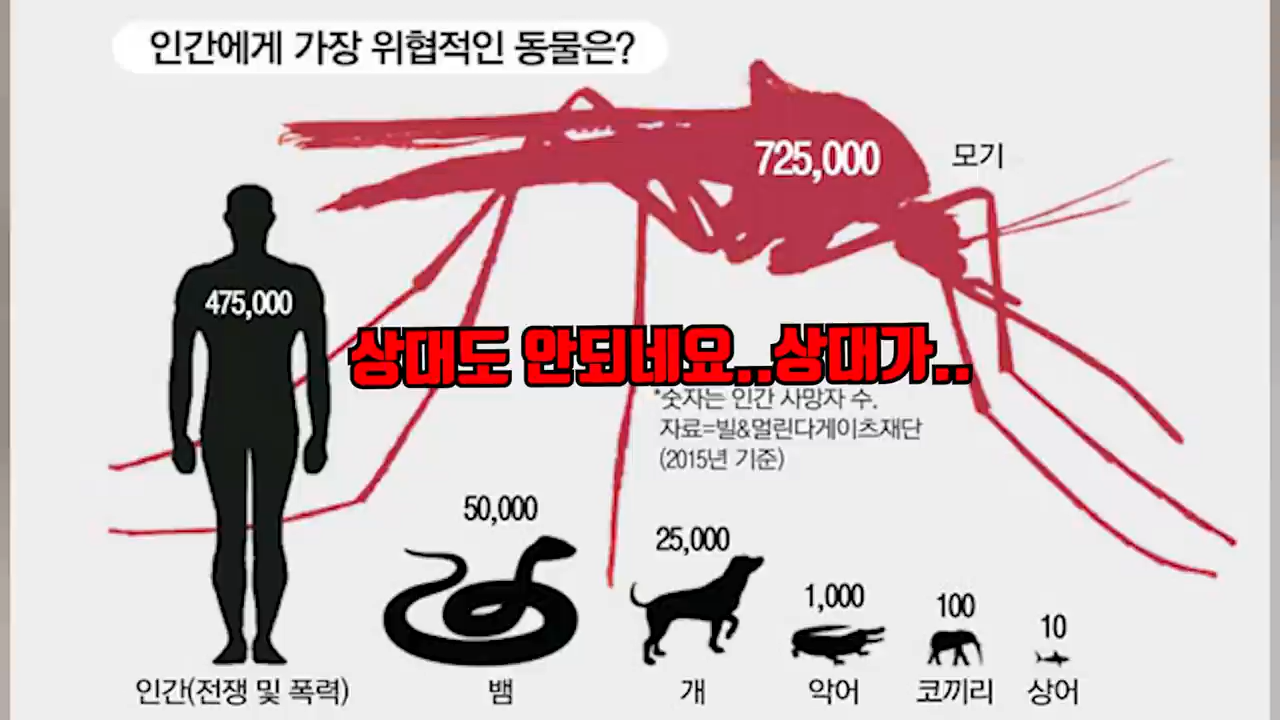 인간에게 가장 위협적인 동물은?
725,000
모기
475,000
상대도 안되네요..상대가..
*숫자는 인간 사망자 수.
자료=빌&멀린다게이츠재단
(2015년 기준)
50,000
25,000
1,000
100
10
인간(전쟁 및 폭력)
뱀
개
악어
코끼리
상어